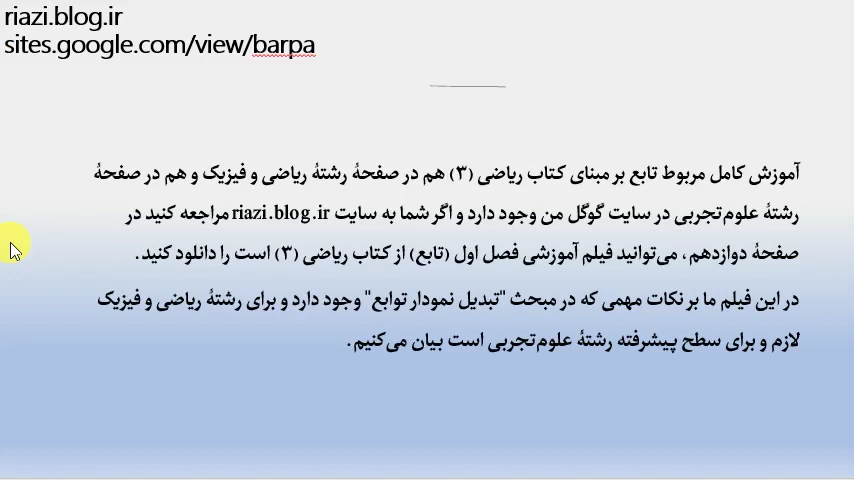 riazi.blog.ir
sites.google.com/view/barpa
آموزش کامل مربوط تابع بر مبنای کتاب ریاضی (۳) هم در صفحهٔ رشتهٔ ریاضی و فیزیک و هم در صفحهٔ
رشتهٔ علوم‌تجربی در سایت گوگل من وجود دارد و اگر شما به سایت riazi.blog.ir مراجعه کنید در
صفحهٔ دوازدهم، می‌توانید فیلم آموزشی فصل اول (تابع) از کتاب ریاضی (۳) است را دانلود کنید.
در این فیلم ما بر نکات مهمی که در مبحث "تبدیل نمودار توابع" وجود دارد و برای رشتهٔ ریاضی و فیزیک
لازم و برای سطح پیشرفته رشتهٔ علوم‌تجربی است بیان می‌کنیم.